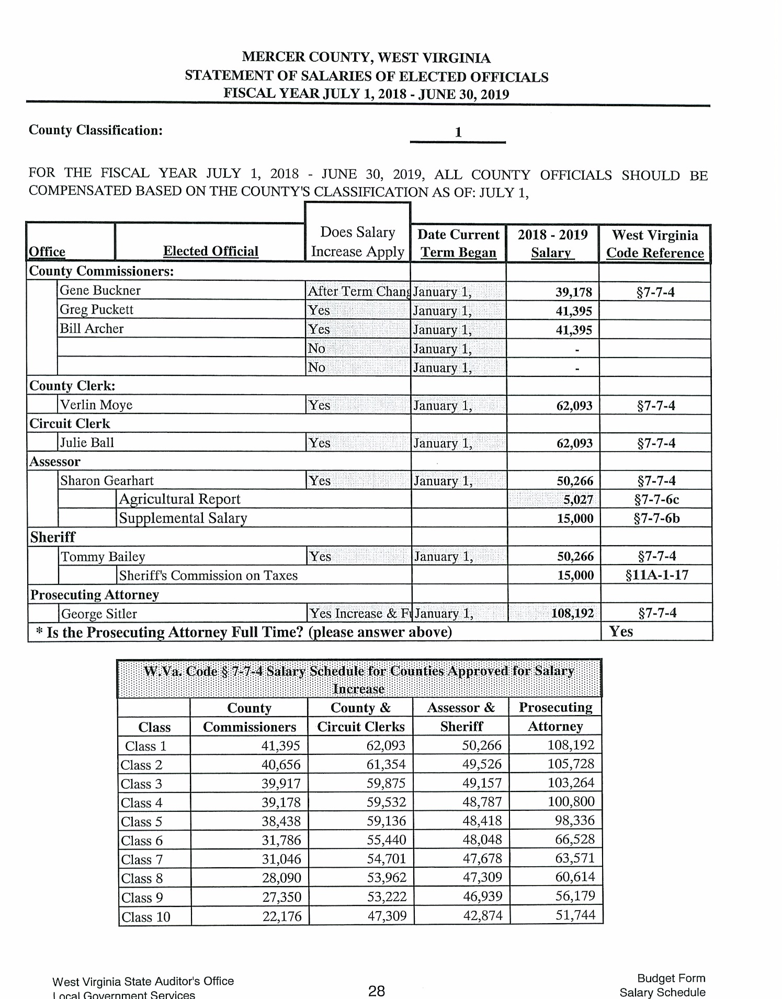 MERCER COUNTY, WEST VIRGINIA
STATEMENT OF SALARIES OF ELECTED OFFICIALS
FISCAL YEAR JULY 1, 2018 - JUNE 30, 2019
County Classification: 1
FOR THE FISCAL YEAR JULY 1, 2018 - JUNE 30, 2019, ALL COUNTY OFFICIALS SHOULD BE
COMPENSATED BASED ON THE COUNTY'S CLASSIFICATION AS OF: JULY 1,
Does Salary Date Current 2018 - 2019 West Virginia
Office Elected Official Increase Apply Term Began Salary Code Reference
County Commissioners:
Gene Buckner After Term Chang January 1, 39,178 §7-7-4
Greg Puckett Yes January 1, 41,395
Bill Archer Yes January 1, 41,395
No January 1, -
No January 1, -
County Clerk:
Verlin Moye Yes January 1, 62,093 §7-7-4
Circuit Clerk
Julie Ball Yes January 1, 62,093 §7-7-4
Assessor
Sharon Gearhart Yes January 1, 50,266 §7-7-4
Agricultural Report 5,027 §7-7-6c
Supplemental Salary 15,000 §7-7-6b
Sheriff
Tommy Bailey Yes January 1, 50,266 §7-7-4
Sheriff's Commission on Taxes 15,000 §11A-1-17
Prosecuting Attorney
George Sitler Yes Increase & Fu January 1, 108,192 §7-7-4
* Is the Prosecuting Attorney Full Time? (please answer above) Yes
W.Va. Code § 7-7-4 Salary Schedule for Counties Approved for Salary
Increase
County County & Assessor & Prosecuting
Class Commissioners Circuit Clerks Sheriff Attorney
Class 1 41,395 62,093 50,266 108,192
Class 2 40,656 61,354 49,526 105,728
Class 3 39,917 59,875 49,157 103,264
Class 4 39,178 59,532 48,787 100,800
Class 5 38,438 59,136 48,418 98,336
Class 6 31,786 55,440 48,048 66,528
Class 7 31,046 54,701 47,678 63,571
Class 8 28,090 53,962 47,309 60,614
Class 9 27,350 53,222 46,939 56,179
Class 10 22,176 47,309 42,874 51,744
West Virginia State Auditor's Office Budget Form
Local Government Services 28 Salary Schedule